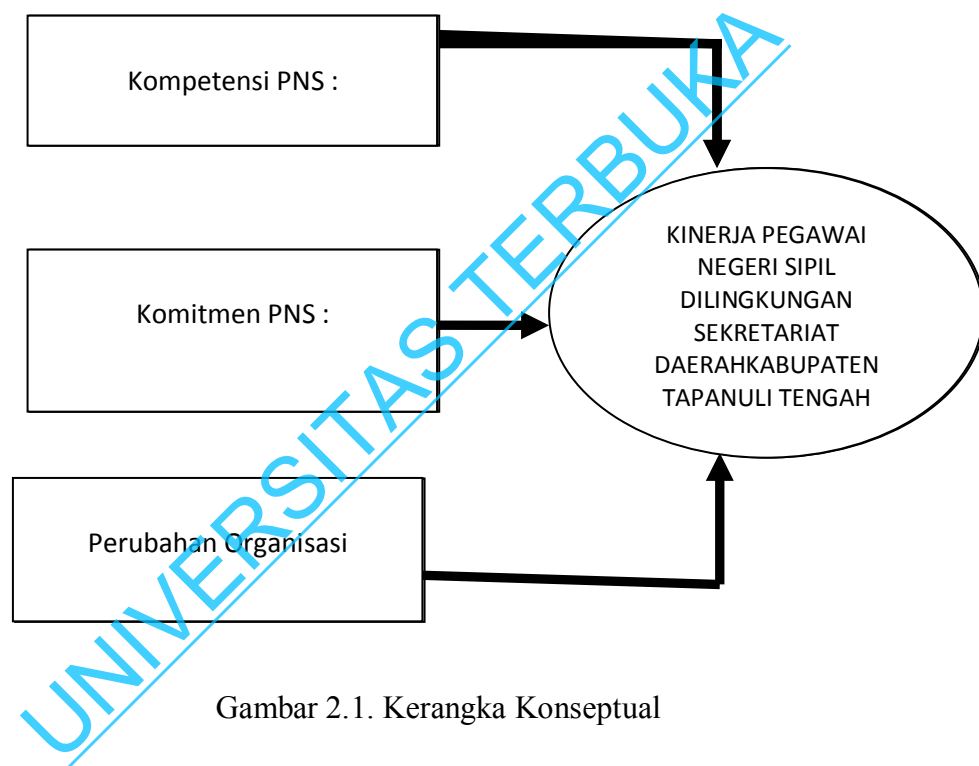 Kompetensi PNS :
KINERJA PEGAWAI
NEGERI SIPIL
DILINGKUNGAN
SEKRETARIAT
DAERAHKABUPATEN
TAPANULI TENGAH
Komitmen PNS :
Perubahan Organisasi
UNIVERSITAS TERBUKA
Gambar 2.1. Kerangka Konseptual